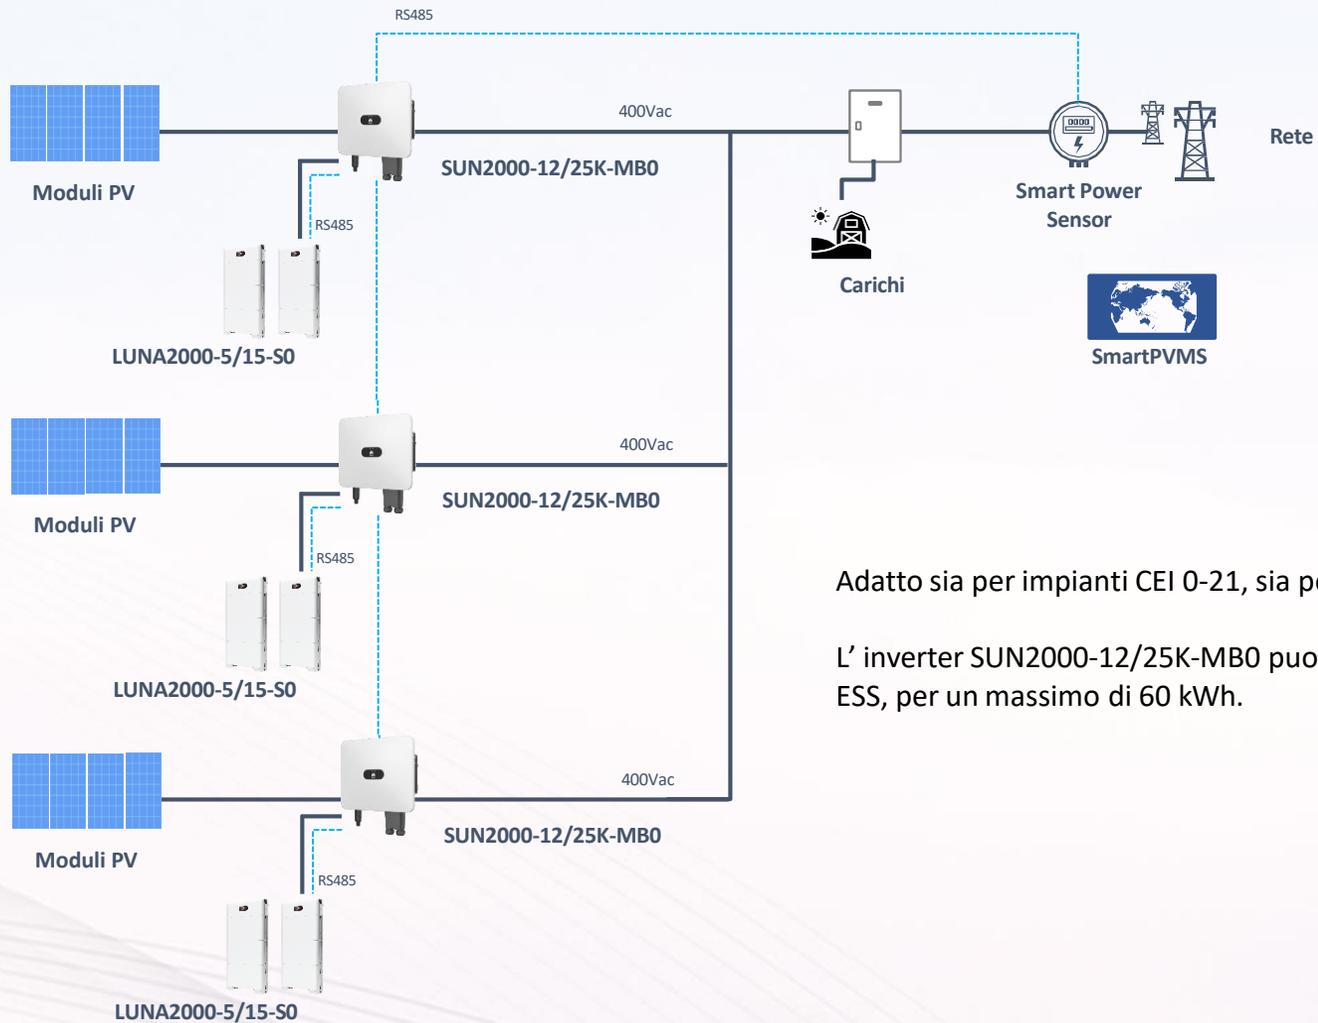 RS485
400Vac
Rete
SUN2000-12/25K-MB0
Moduli PV
Smart Power
Sensor
RS485
0000
Carichi
LUNA2000-5/15-S0
SmartPVMS
400Vac
SUN2000-12/25K-MB0
Moduli PV
RS485
Adatto sia per impianti CEI 0-21, sia
L’ inverter SUN2000-12/25K-MB0 puo
ESS, per un massimo di 60 kWh.
LUNA2000-5/15-S0
400Vac
SUN2000-12/25K-MB0
Moduli PV
RS485
LUNA2000-5/15-S0